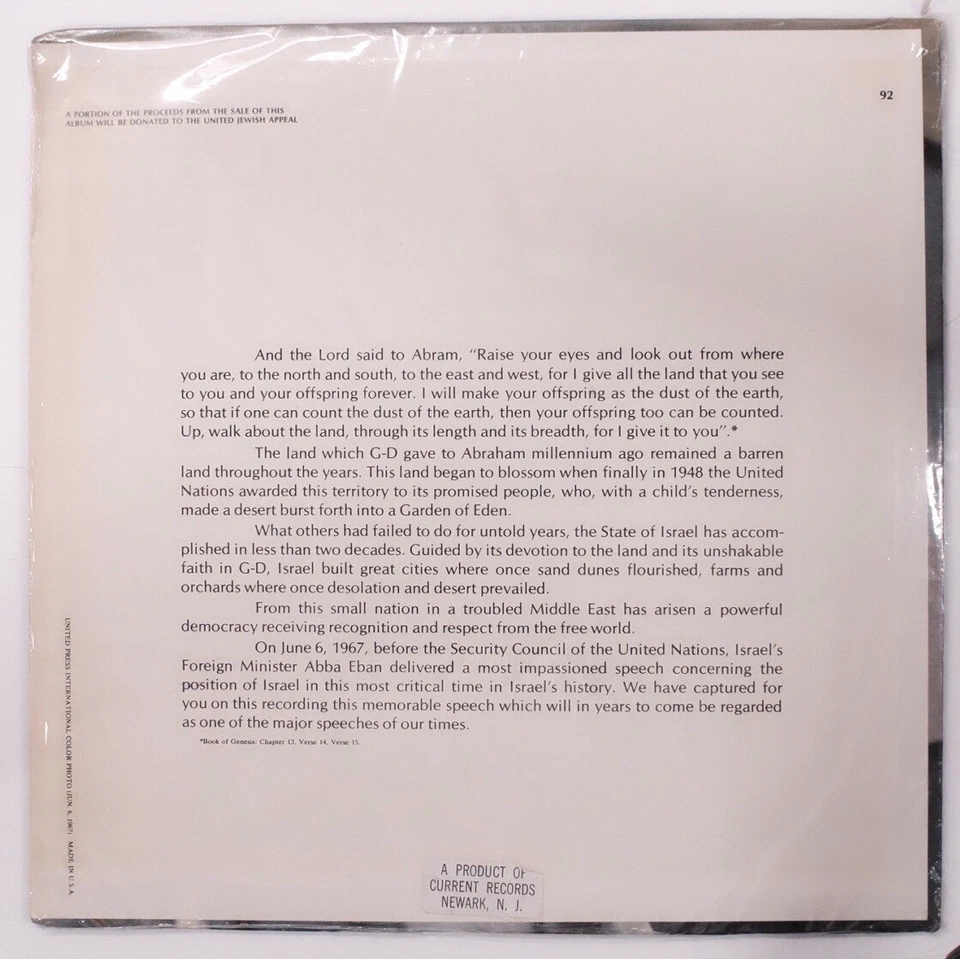 A PORTION OF THE PROCEEDS FROM THE SALE OF THIS
ALBUM WILL BE DONATED TO THE UNITED JEWISH APPEAL
92
And the Lord said to Abram, "Raise your eyes and look out from where
you are, to the north and south, to the east and west, for I give all the land that you see
to you and your offspring forever. I will make your offspring as the dust of the earth,
so that if one can count the dust of the earth, then your offspring too can be counted.
Up, walk about the land, through its length and its breadth, for I give it to you".*
The land which G-D gave to Abraham millennium ago remained a barren
land throughout the years. This land began to blossom when finally in 1948 the United
Nations awarded this territory to its promised people, who, with a child's tenderness,
made a desert burst forth into a Garden of Eden.
What others had failed to do for untold years, the State of Israel has accom-
plished in less than two decades. Guided by its devotion to the land and its unshakable
faith in G-D, Israel built great cities where once sand dunes flourished, farms and
orchards where once desolation and desert prevailed.
From this small nation in a troubled Middle East has arisen a powerful
democracy receiving recognition and respect from the free world.
On June 6, 1967, before the Security Council of the United Nations, Israel's
Foreign Minister Abba Eban delivered a most impassioned speech concerning the
position of Israel in this most critical time in Israel's history. We have captured for
you on this recording this memorable speech which will in years to come be regarded
as one of the major speeches of our times.
*Book of Genesis: Chapter 13, Verse 14, Verse 15.
UNITED PRESS INTERNATIONAL COLOR PHOTO (JUN. 8, 1967) MADE IN U.S.A.
A PRODUCT OF
CURRENT RECORDS
NEWARK, N. J.